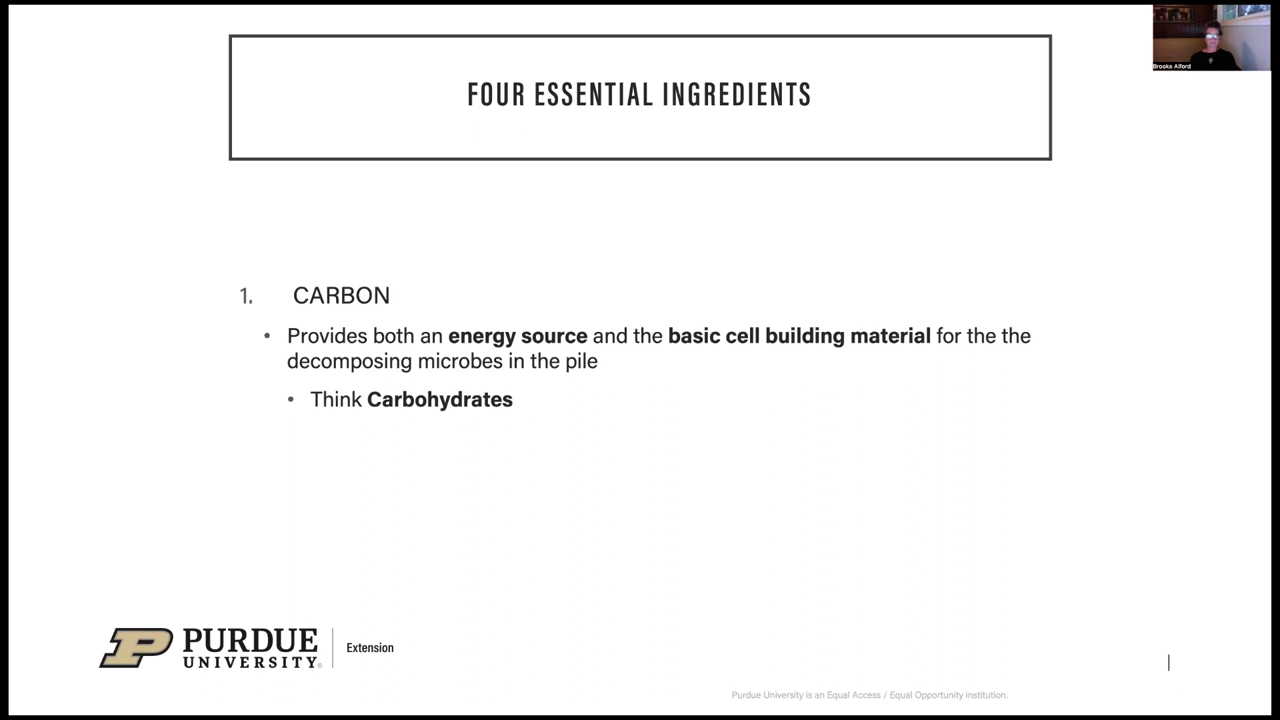 Brooke Alford
FOUR ESSENTIAL INGREDIENTS
1. CARBON
• Provides both an energy source and the basic cell building material for the the
decomposing microbes in the pile
• Think Carbohydrates
P PURDUE
UNIVERSITY®
Extension
Purdue University is an Equal Access / Equal Opportunity institution.